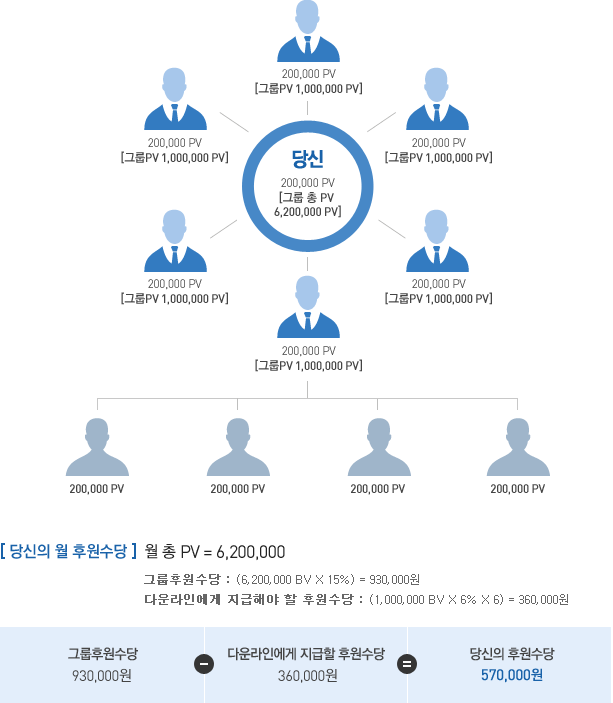 200,000 PV
[그룹PV 1,000,000 PV]
200,000 PV
[그룹PV 1,000,000 PV]
200,000 PV
[그룹PV 1,000,000 PV]
당신
200,000 PV
[그룹 총 PV
6,200,000 PV]
200,000 PV
[그룹PV 1,000,000 PV]
200,000 PV
[그룹PV 1,000,000 PV]
200,000 PV
[그룹PV 1,000,000 PV]
200,000 PV
200,000 PV
200,000 PV
200,000 PV
[ 당신의 월 후원수당 ] 월 총 PV = 6,200,000
그룹후원수당 : (6,200,000 BV X 15%) = 930,000원
다운라인에게 지급해야 할 후원수당 : (1,000,000 BV X 6% X 6) = 360,000원
그룹후원수당
930,000원
−
다운라인에게 지급할 후원수당
360,000원
=
당신의 후원수당
570,000원